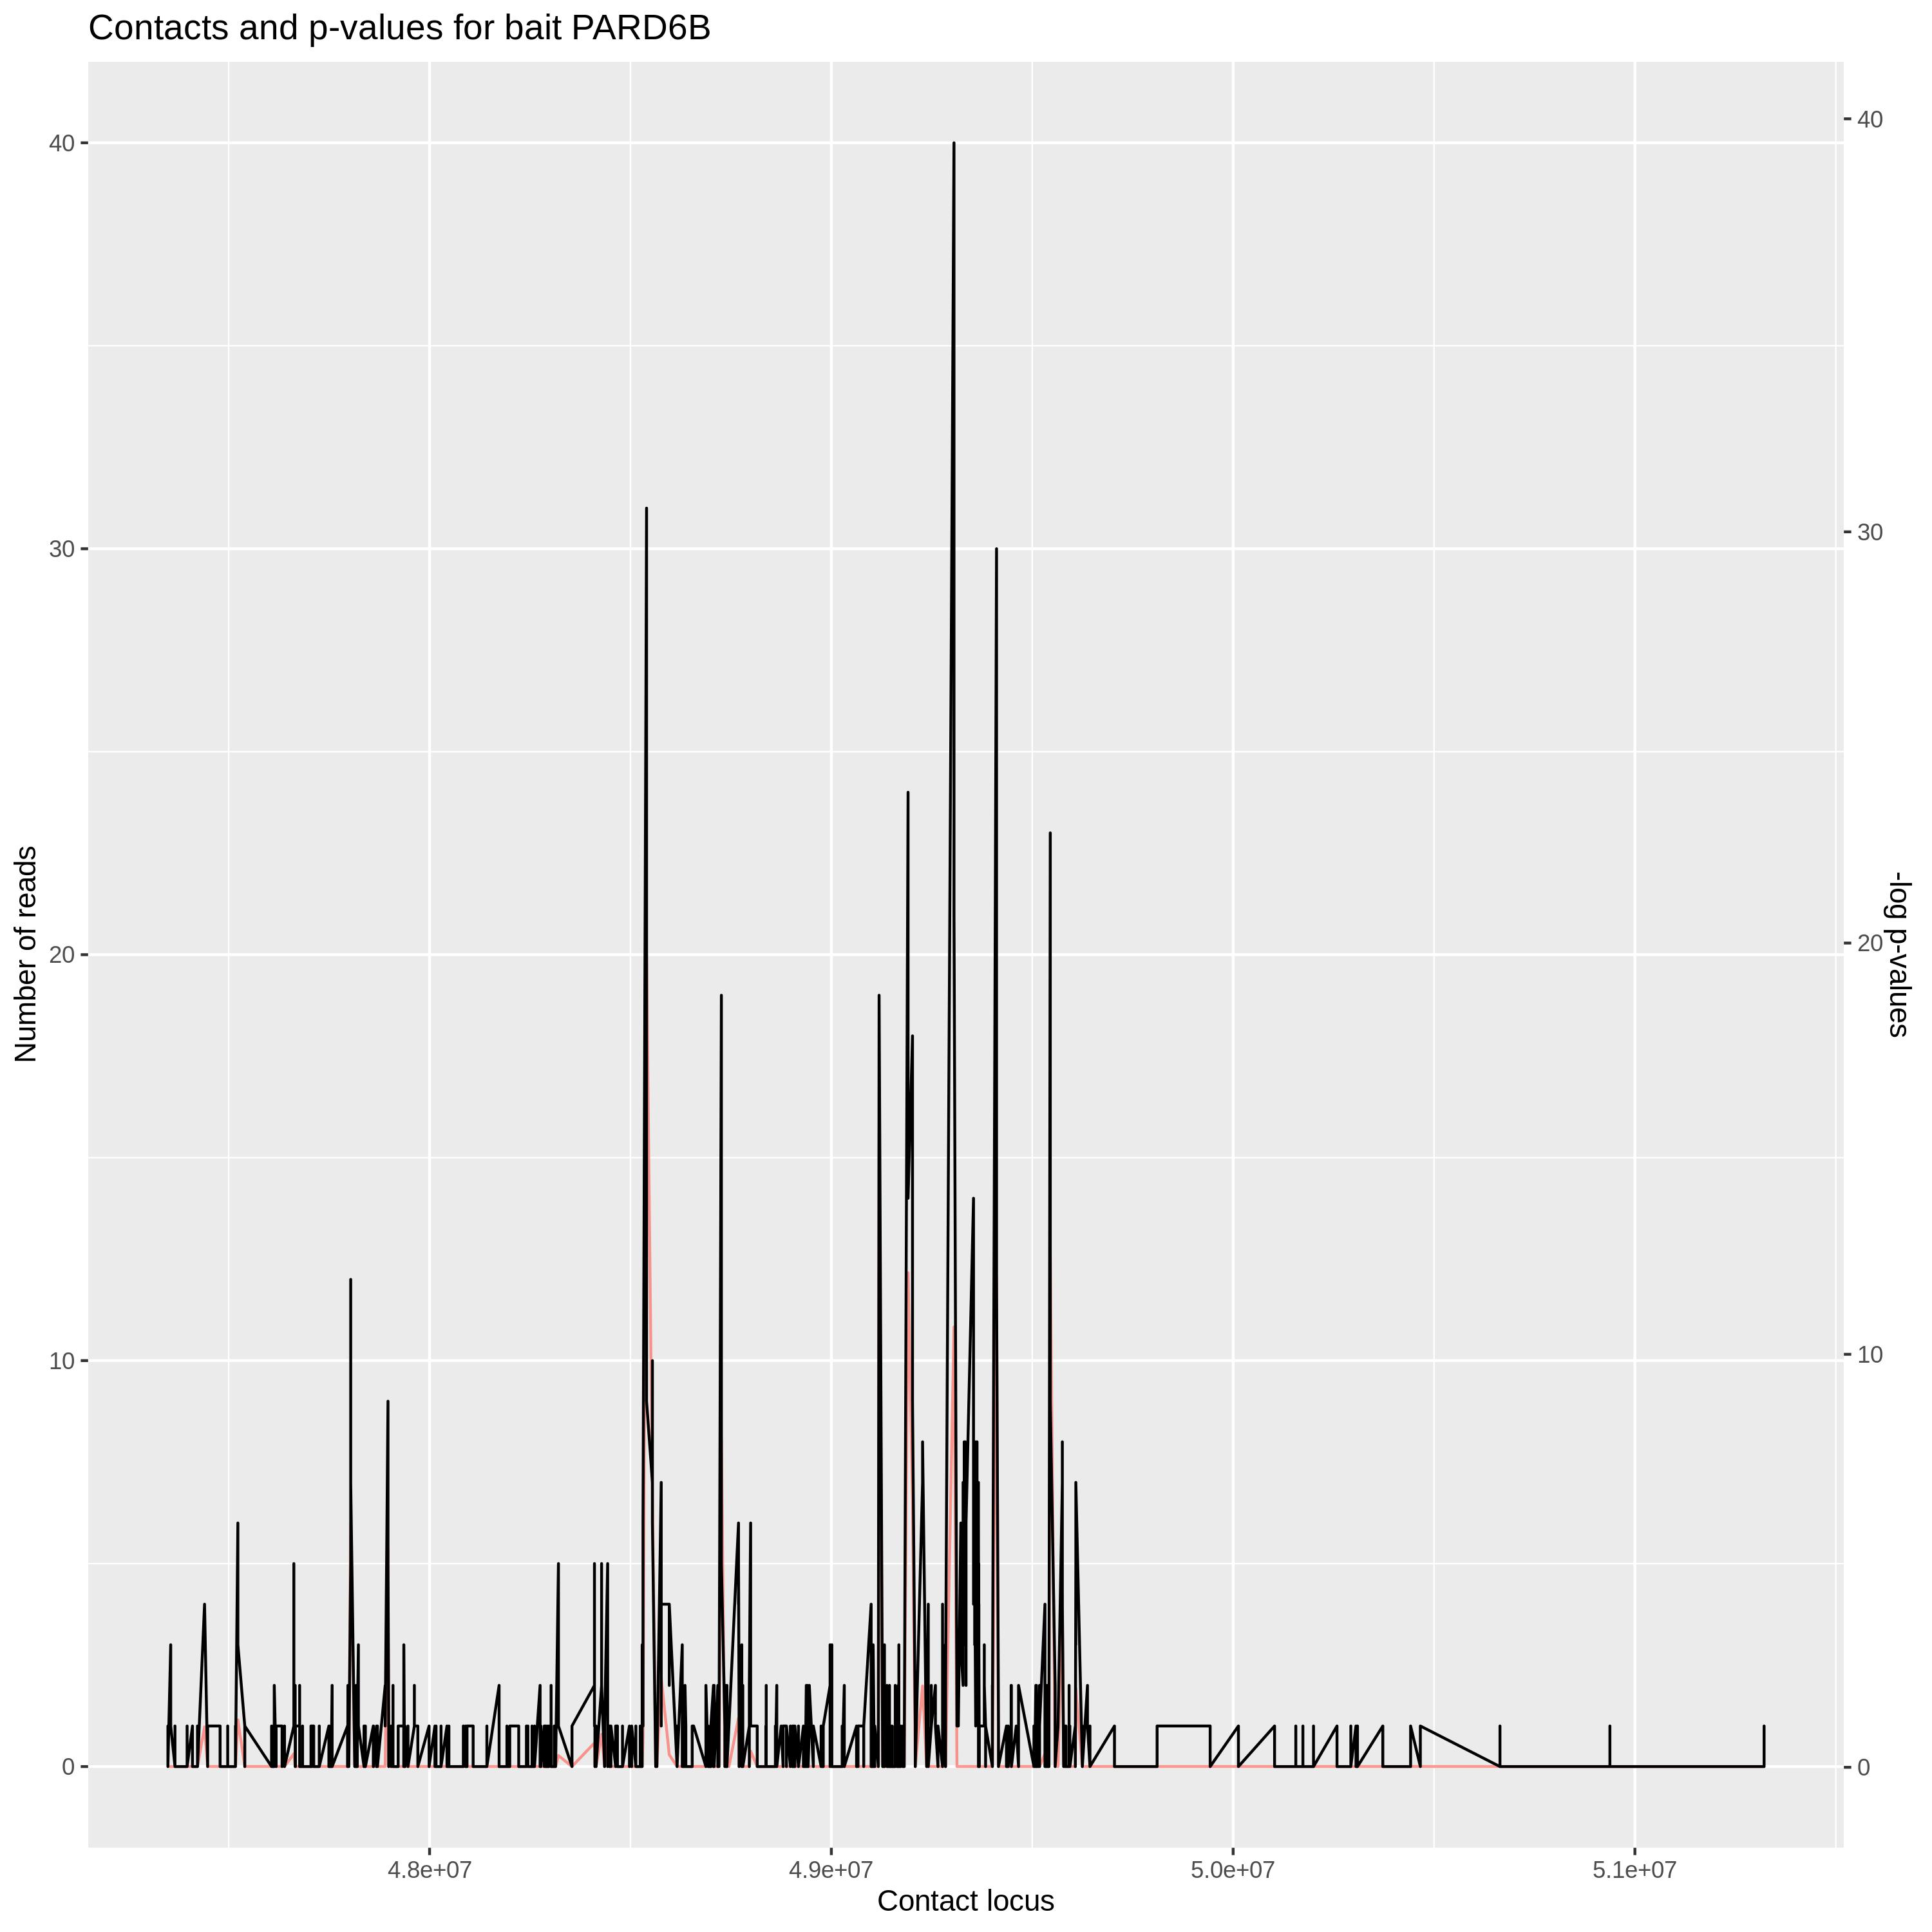 Contacts and p-values for bait PARD6B
40
30
20
10
0
Number of reads
40
30
20
10
0
-log p-values
4.8e+07
4.9e+07
5.0e+07
5.1e+07
Contact locus